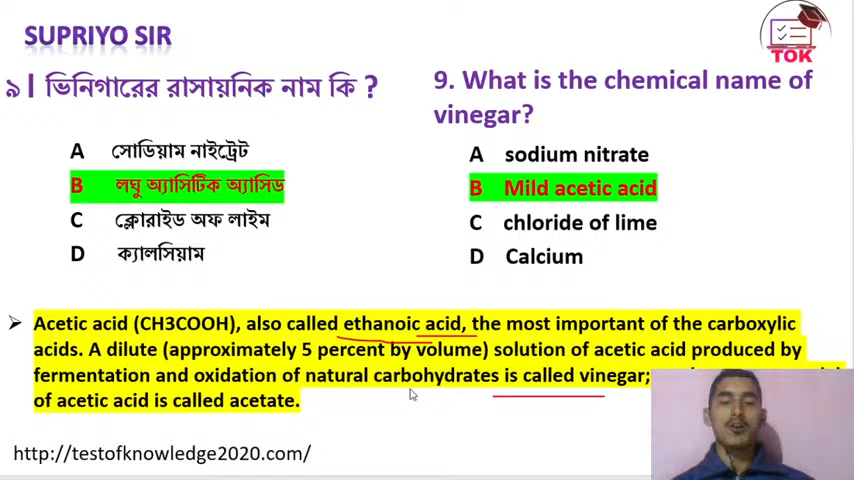 SUPRIYO SIR
TOK
৯। ভিনিগারের রাসায়নিক নাম কি ?
A সোডিয়াম নাইট্রেট
B লঘু অ্যাসিটিক অ্যাসিড
C ক্লোরাইড অফ লাইম
D ক্যালসিয়াম
9. What is the chemical name of
vinegar?
A sodium nitrate
B Mild acetic acid
C chloride of lime
D Calcium
➢ Acetic acid (CH3COOH), also called ethanoic acid, the most important of the carboxylic
acids. A dilute (approximately 5 percent by volume) solution of acetic acid produced by
fermentation and oxidation of natural carbohydrates is called vinegar;
of acetic acid is called acetate.
http://testofknowledge2020.com/